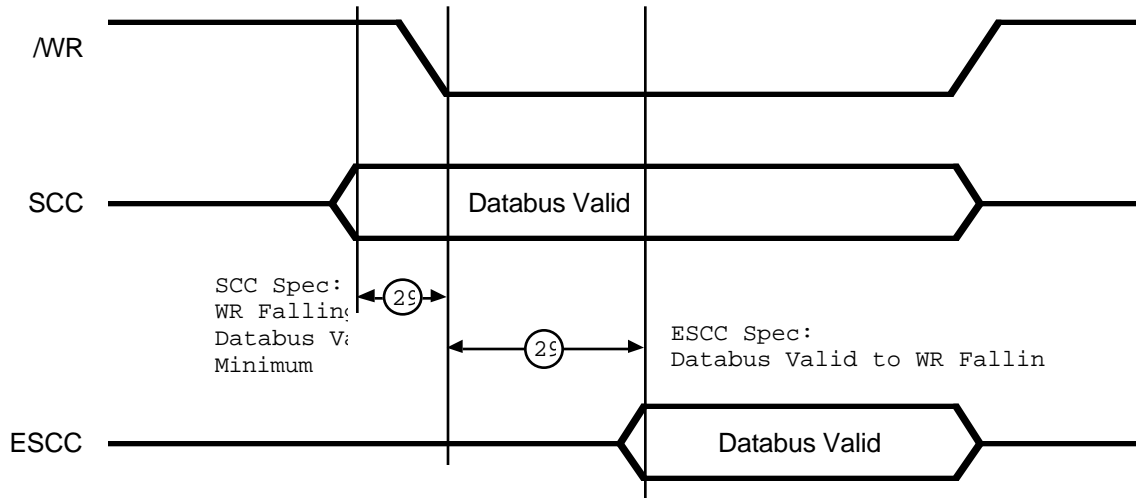 /WR
SCC
Databus Valid
SCC Spec:
WR Falling
Databus Va
Minimum
29
29
ESCC Spec:
Databus Valid to WR Fallin
ESCC
Databus Valid